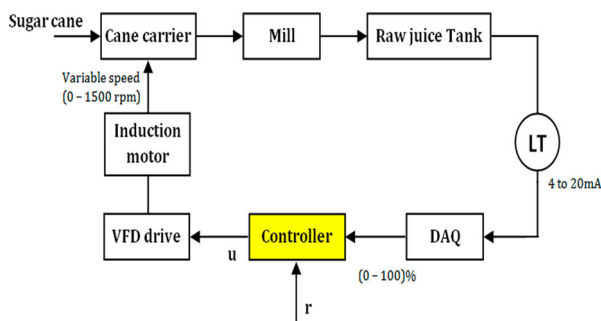 Sugar cane
Cane carrier
Mill
Raw juice Tank
Variable speed
(0 – 1500 rpm)
Induction
motor
LT
4 to 20mA
VFD drive
u
Controller
DAQ
(0 – 100)%
r